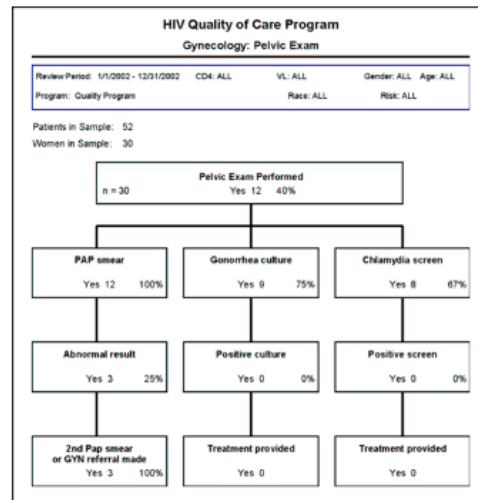 HIV Quality of Care Program
Gynecology: Pelvic Exam
Review Period: 1/1/2002 - 12/31/2002 CD4: ALL VL: ALL Gender: ALL Age: ALL
Program: Quality Program Race: ALL Risk: ALL
Patients in Sample: 52
Women in Sample: 30
Pelvic Exam Performed
n = 30 Yes 12 40%
PAP smear Gonorrhea culture Chlamydia screen
Yes 12 100% Yes 9 75% Yes 8 67%
Abnormal result Positive culture Positive screen
Yes 3 25% Yes 0 0% Yes 0 0%
2nd Pap smear
or GYN referral made Treatment provided Treatment provided
Yes 3 100% Yes 0 Yes 0